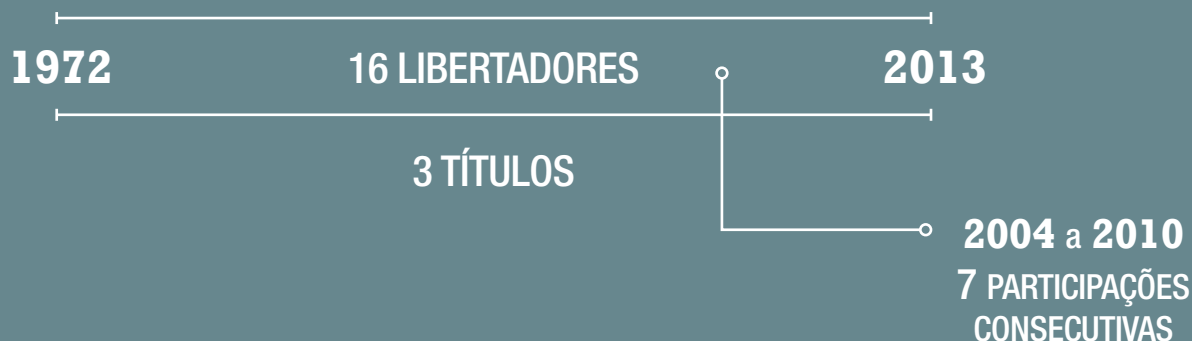 1972 16 LIBERTADORES 2013
3 TÍTULOS
2004 a 2010
7 PARTICIPAÇÕES
CONSECUTIVAS